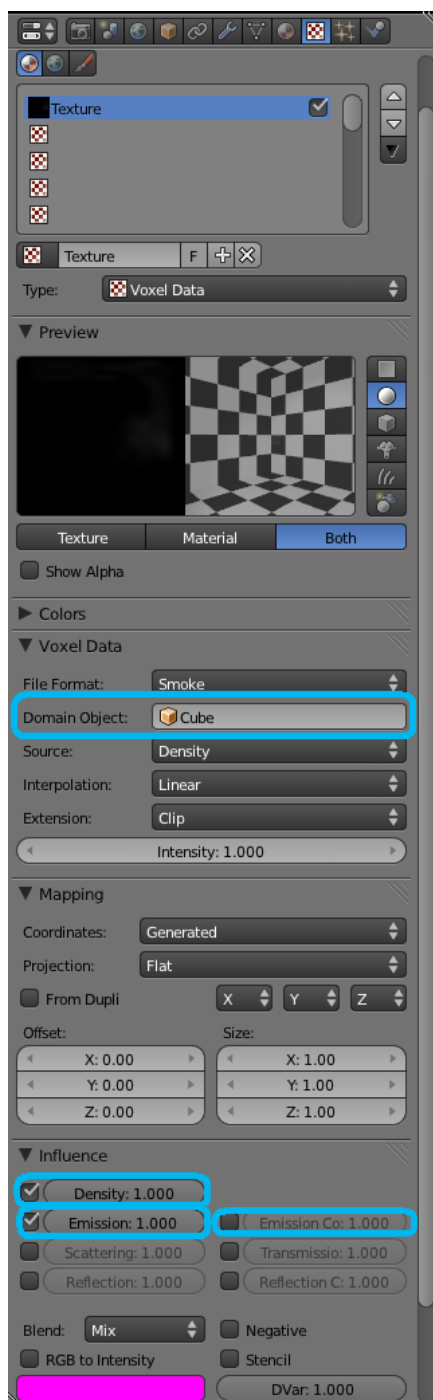 Texture
Texture F
Type: Voxel Data
Preview
Texture Material Both
Show Alpha
Colors
Voxel Data
File Format: Smoke
Domain Object: Cube
Source: Density
Interpolation: Linear
Extension: Clip
Intensity: 1.000
Mapping
Coordinates: Generated
Projection: Flat
From Dupli X Y Z
Offset: Size:
X: 0.00 X: 1.00
Y: 0.00 Y: 1.00
Z: 0.00 Z: 1.00
Influence
Density: 1.000
Emission: 1.000 Emission Co: 1.000
Scattering: 1.000 Transmissio: 1.000
Reflection: 1.000 Reflection C: 1.000
Blend: Mix Negative
RGB to Intensity Stencil
DVar: 1.000